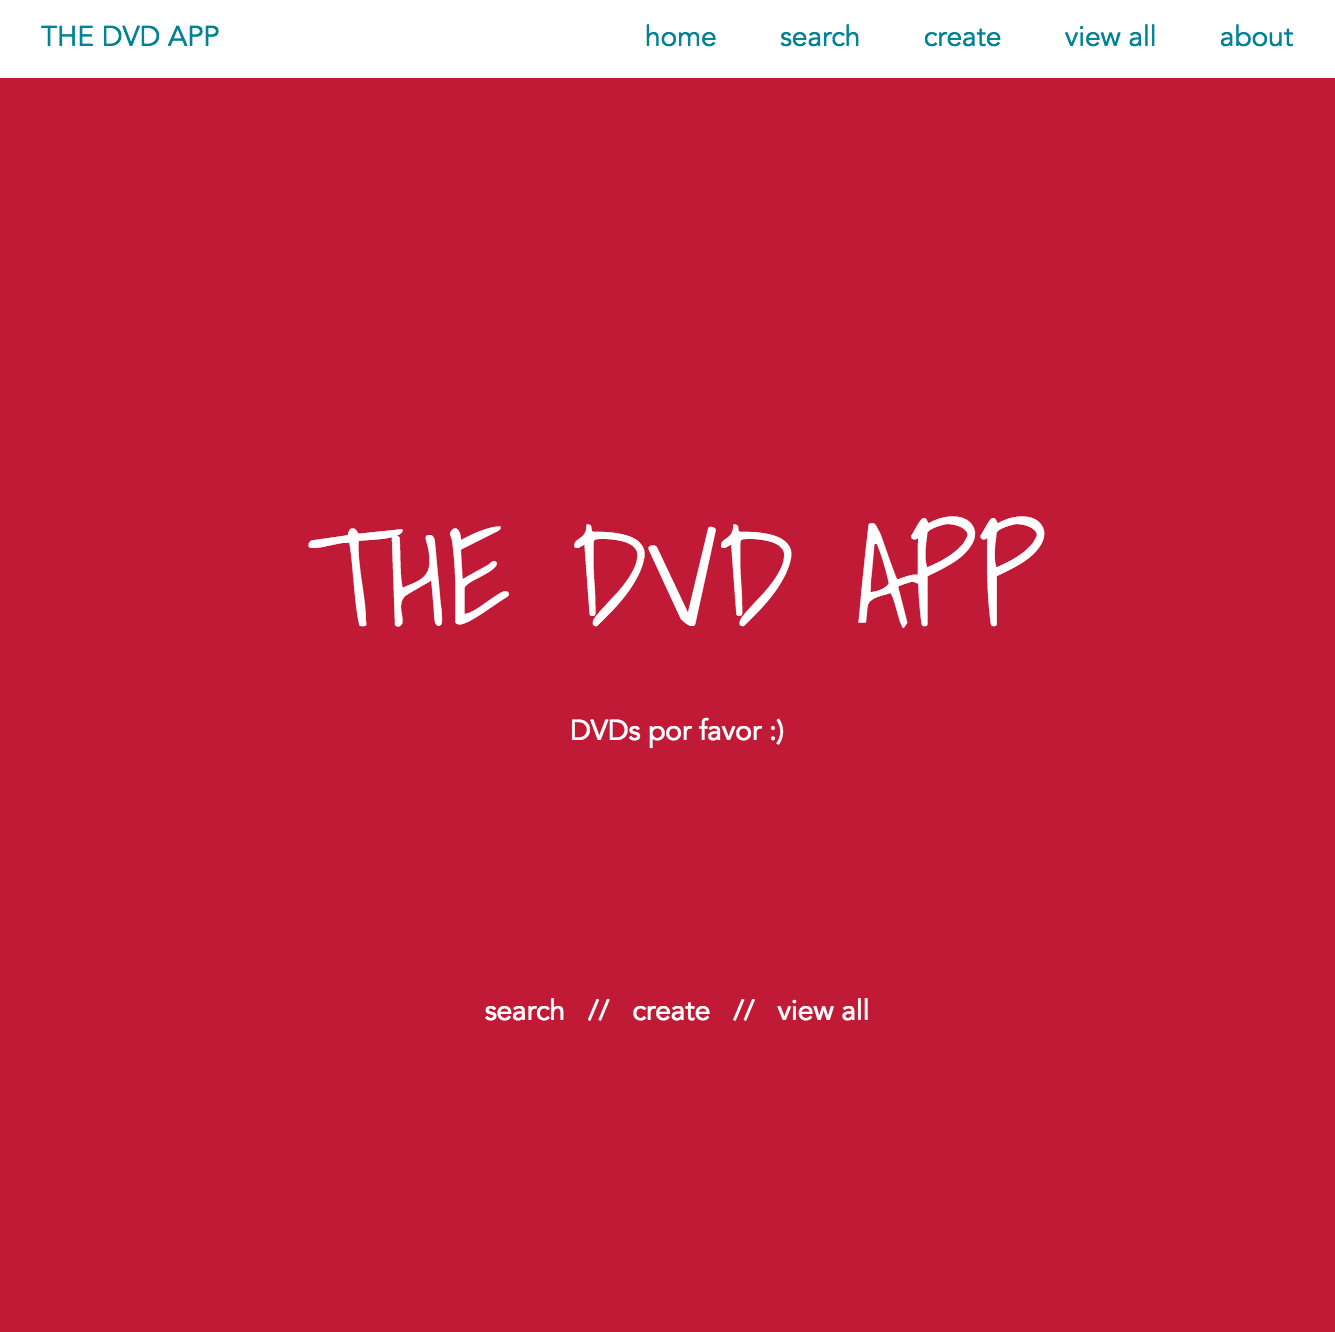 THE DVD APP home search create view all about
THE DVD APP
DVDs por favor :)
search // create // view all